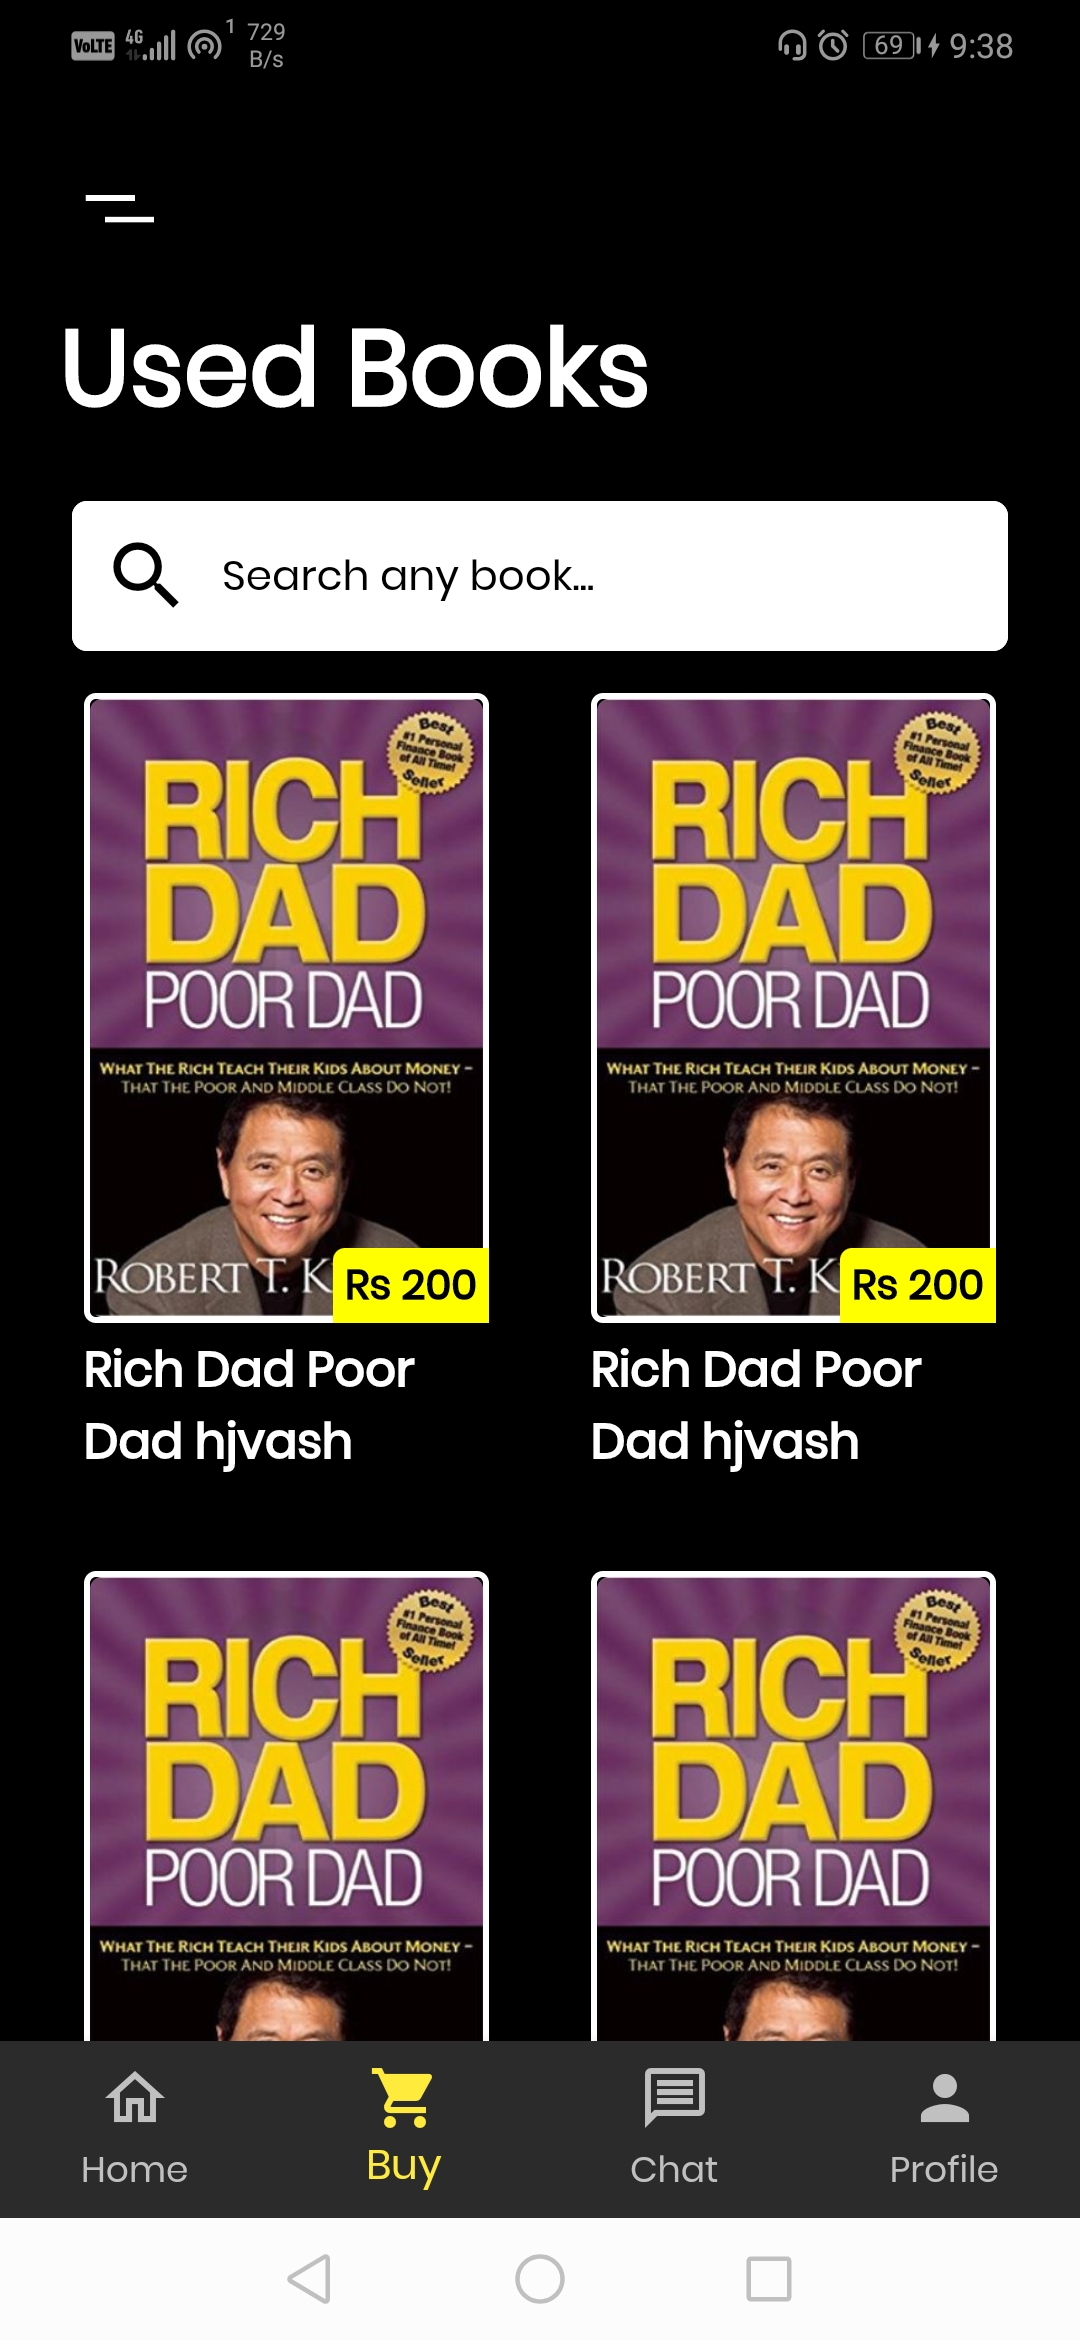 VoLTE 4G 1 729 B/s 69 9:38
Used Books
Search any book...
Best
#1 Personal
Finance Book
of All Time!
Seller
RICH
DAD
POOR DAD
WHAT THE RICH TEACH THEIR KIDS ABOUT MONEY –
THAT THE POOR AND MIDDLE CLASS DO NOT!
ROBERT T. K
Rs 200
Rich Dad Poor
Dad hjvash
Best
#1 Personal
Finance Book
of All Time!
Seller
RICH
DAD
POOR DAD
WHAT THE RICH TEACH THEIR KIDS ABOUT MONEY –
THAT THE POOR AND MIDDLE CLASS DO NOT!
ROBERT T. K
Rs 200
Rich Dad Poor
Dad hjvash
Best
#1 Personal
Finance Book
of All Time!
Seller
RICH
DAD
POOR DAD
WHAT THE RICH TEACH THEIR KIDS ABOUT MONEY –
THAT THE POOR AND MIDDLE CLASS DO NOT!
Best
#1 Personal
Finance Book
of All Time!
Seller
RICH
DAD
POOR DAD
WHAT THE RICH TEACH THEIR KIDS ABOUT MONEY –
THAT THE POOR AND MIDDLE CLASS DO NOT!
Home Buy Chat Profile